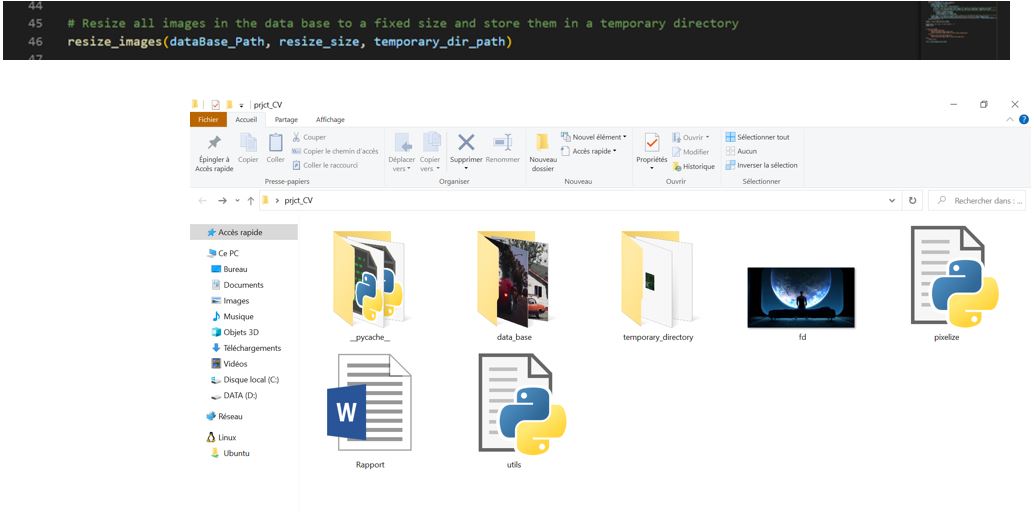 44
45 # Resize all images in the data base to a fixed size and store them in a temporary directory
46 resize_images(dataBase_Path, resize_size, temporary_dir_path)
47
prjct_CV
Fichier Accueil Partage Affichage
Épingler à Accès rapide
Copier
Coller
Couper
Copier le chemin d'accès
Coller le raccourci
Presse-papiers
Déplacer vers
Copier vers
Supprimer
Renommer
Organiser
Nouveau dossier
Nouvel élément
Accès rapide
Nouveau
Propriétés
Ouvrir
Modifier
Historique
Ouvrir
Sélectionner tout
Aucun
Inverser la sélection
Sélectionner
prjct_CV
Rechercher dans : ...
Accès rapide
Ce PC
Bureau
Documents
Images
Musique
Objets 3D
Téléchargements
Vidéos
Disque local (C:)
DATA (D:)
Réseau
Linux
Ubuntu
__pycache__ data_base temporary_directory fd pixelize
W
Rapport utils